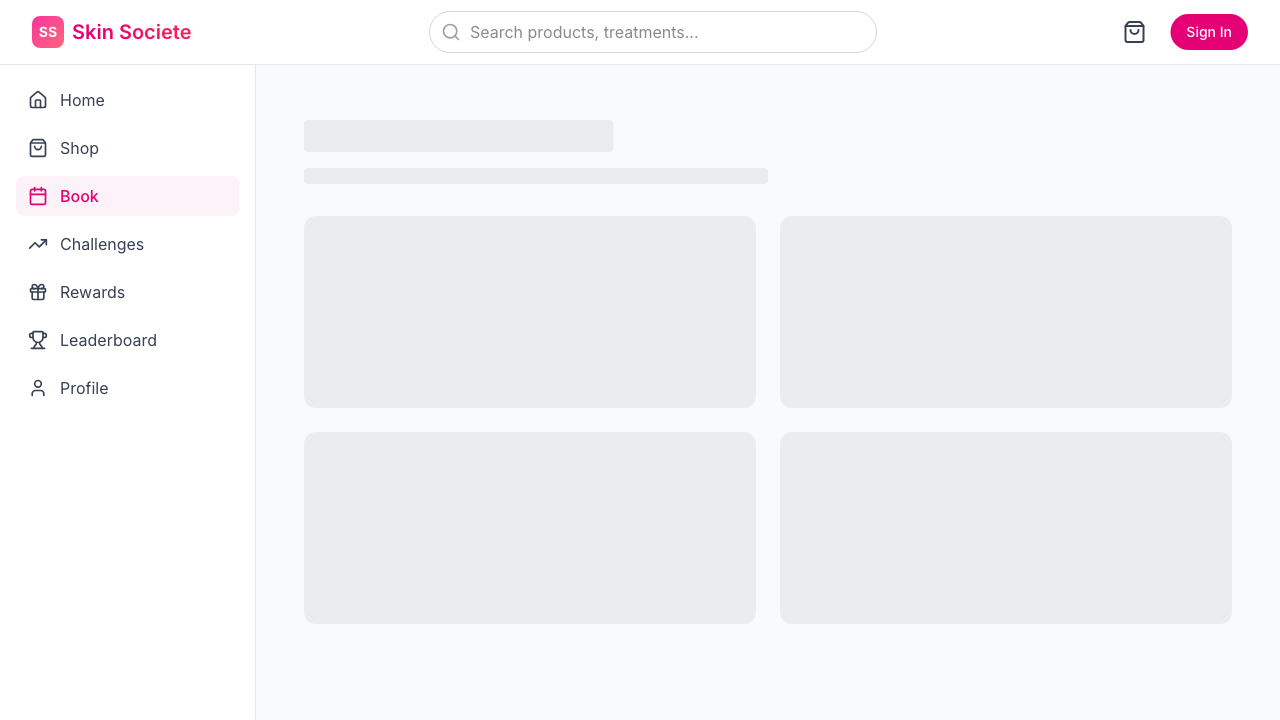 SS Skin Societe
Search products, treatments...
Sign In
Home
Shop
Book
Challenges
Rewards
Leaderboard
Profile